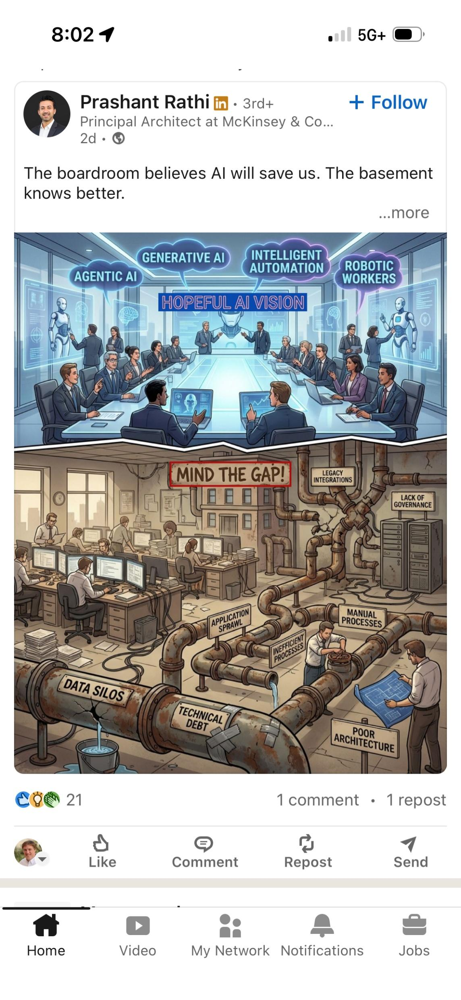 8:02
5G+
Prashant Rathi in • 3rd+
+ Follow
Principal Architect at McKinsey & Co...
2d •
The boardroom believes AI will save us. The basement
knows better.
...more
AGENTIC AI
GENERATIVE AI
INTELLIGENT
AUTOMATION
ROBOTIC
WORKERS
HOPEFUL AI VISION
MIND THE GAP!
LEGACY
INTEGRATIONS
LACK OF
GOVERNANCE
APPLICATION
SPRAWL
MANUAL
PROCESSES
INEFFICIENT
PROCESSES
DATA SILOS
TECHNICAL
DEBT
POOR
ARCHITECTURE
21
1 comment • 1 repost
Like
Comment
Repost
Send
Home
Video
My Network
Notifications
Jobs